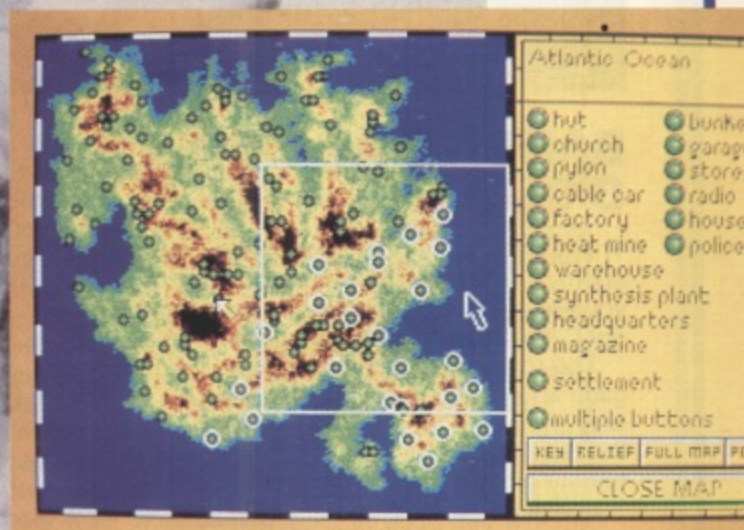 Atlantic Ocean
hut
church
pylon
cable car
factory
heat mine
warehouse
synthesis plant
headquarters
magazine
settlement
multiple buttons
radio
KEY RELIEF FULL MAP
CLOSE MAP